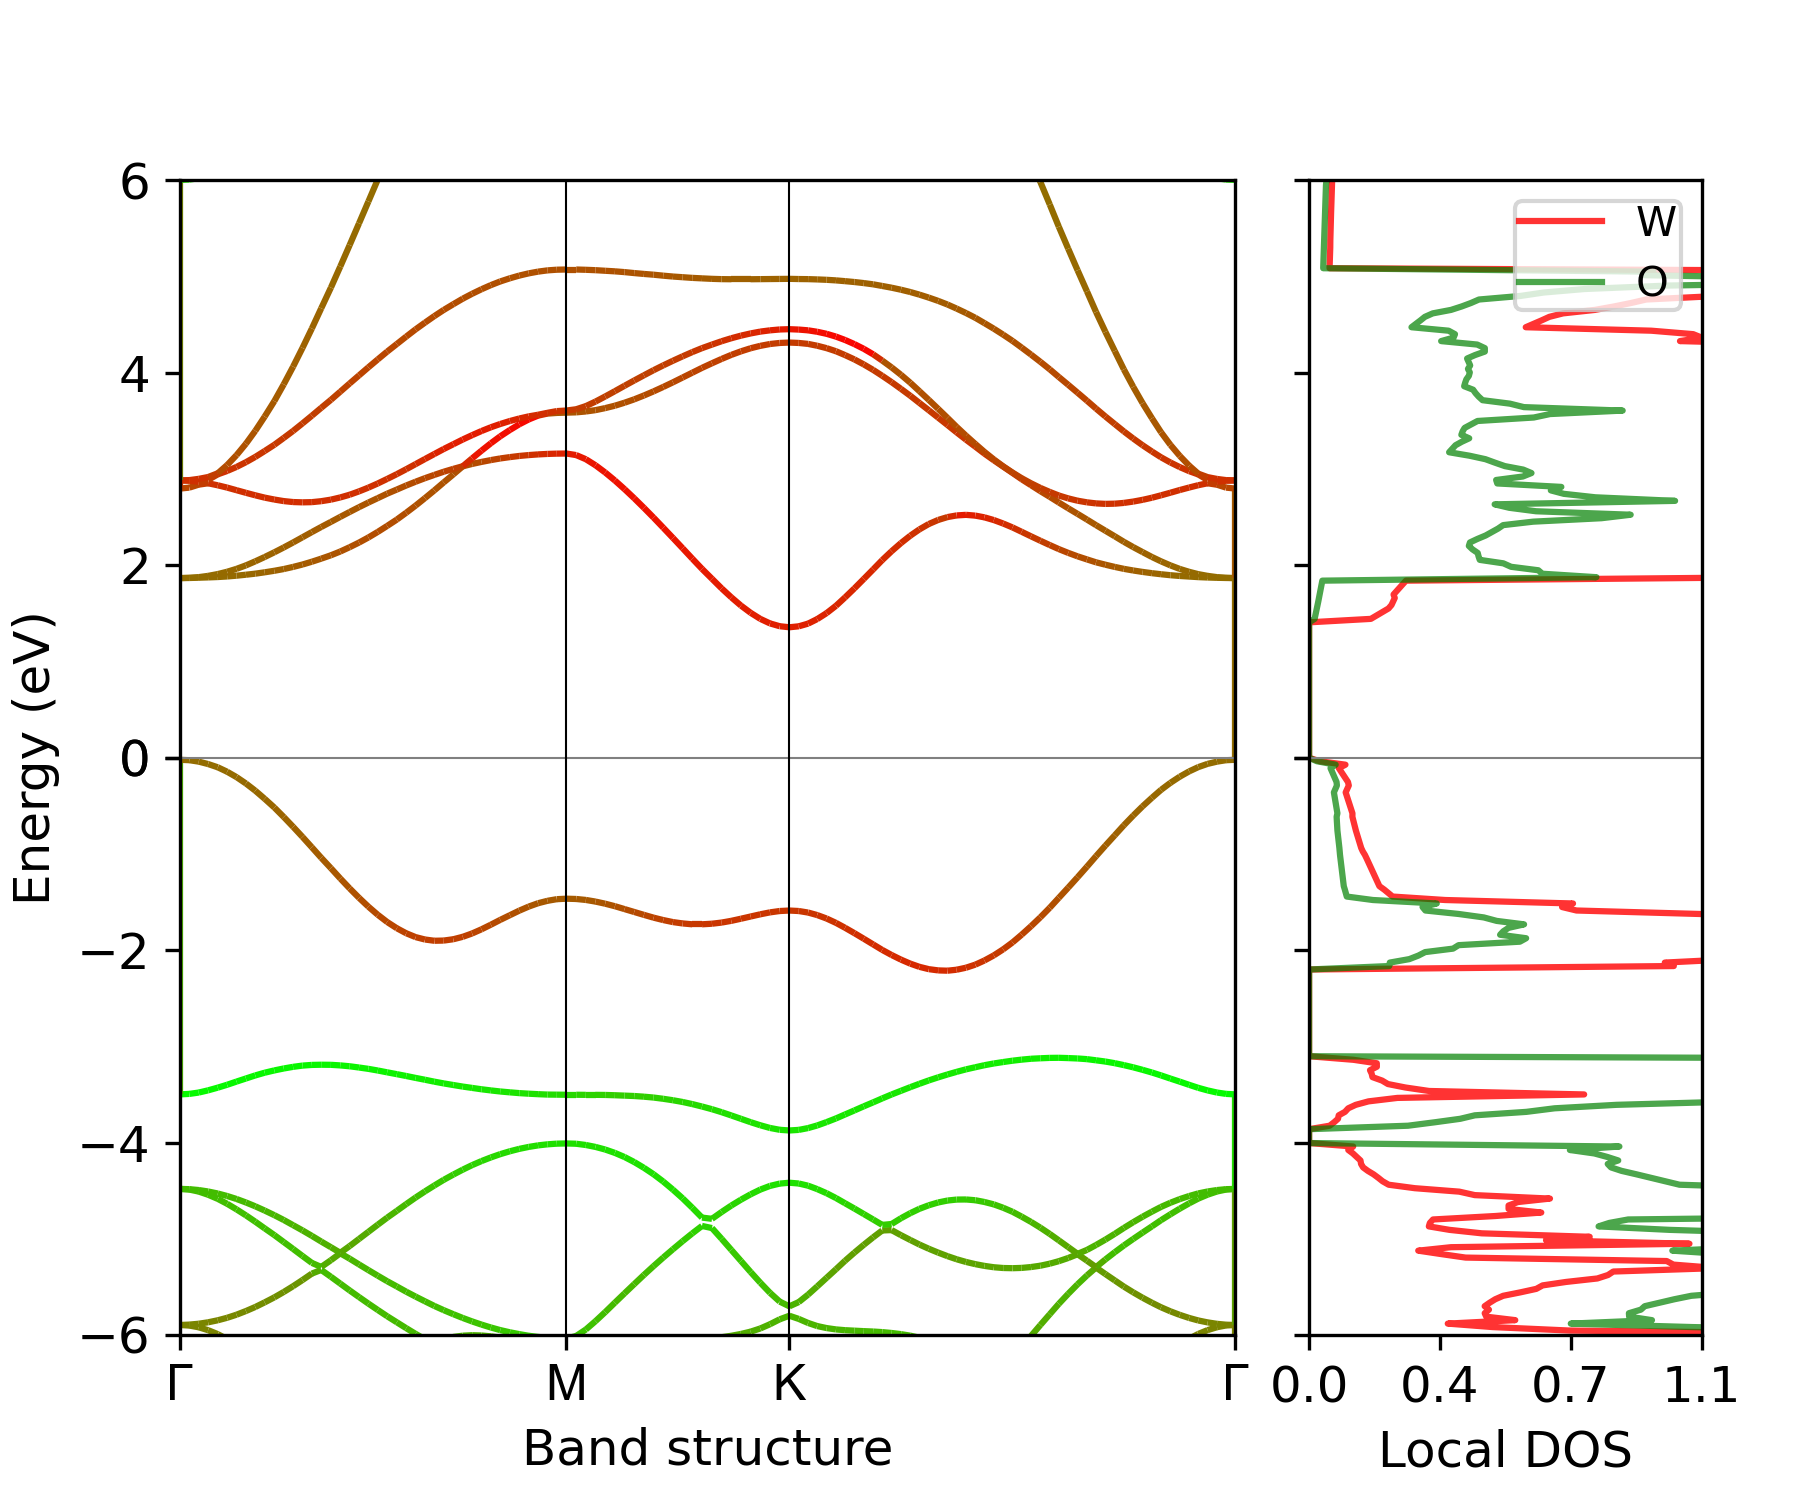 6
4
2
0
−2
−4
−6
Energy (eV)
Γ M K Γ
Band structure
W
O
0.0 0.4 0.7 1.1
Local DOS